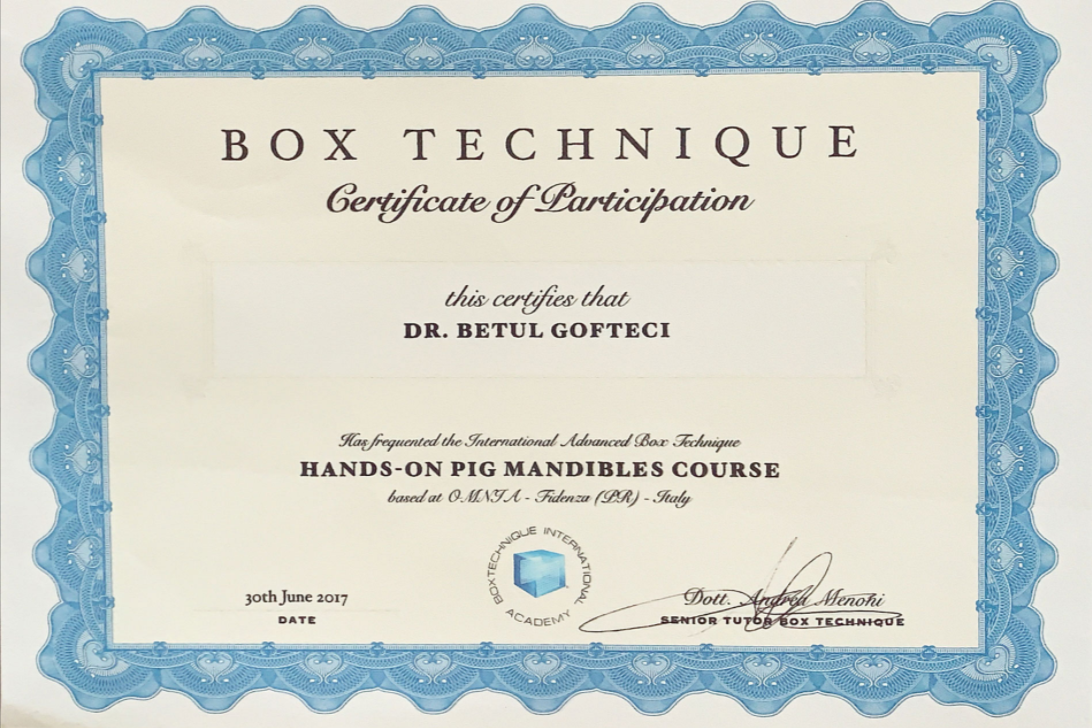 BOX TECHNIQUE
Certificate of Participation
this certifies that
DR. BETUL GOFTECI
Has frequented the International Advanced Box Technique
HANDS-ON PIG MANDIBLES COURSE
based at OMNIA - Fidenza (PR) - Italy
BOXTECHNIQUE INTERNATIONAL
ACADEMY
30th June 2017
DATE
Dott. Andrea Menohi
SENIOR TUTOR BOX TECHNIQUE